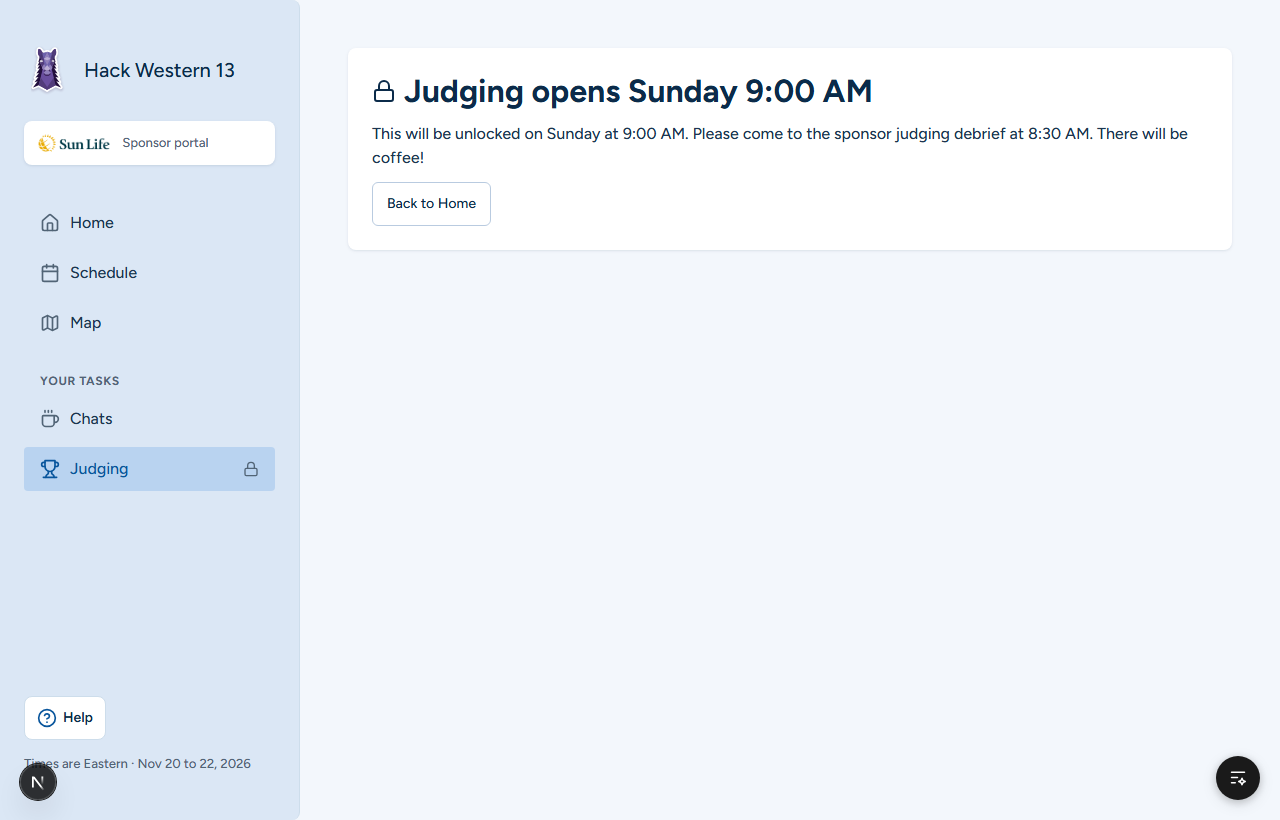 Hack Western 13
Sun Life Sponsor portal
Home
Schedule
Map
YOUR TASKS
Chats
Judging
Help
Times are Eastern · Nov 20 to 22, 2026
N
Judging opens Sunday 9:00 AM
This will be unlocked on Sunday at 9:00 AM. Please come to the sponsor judging debrief at 8:30 AM. There will be
coffee!
Back to Home